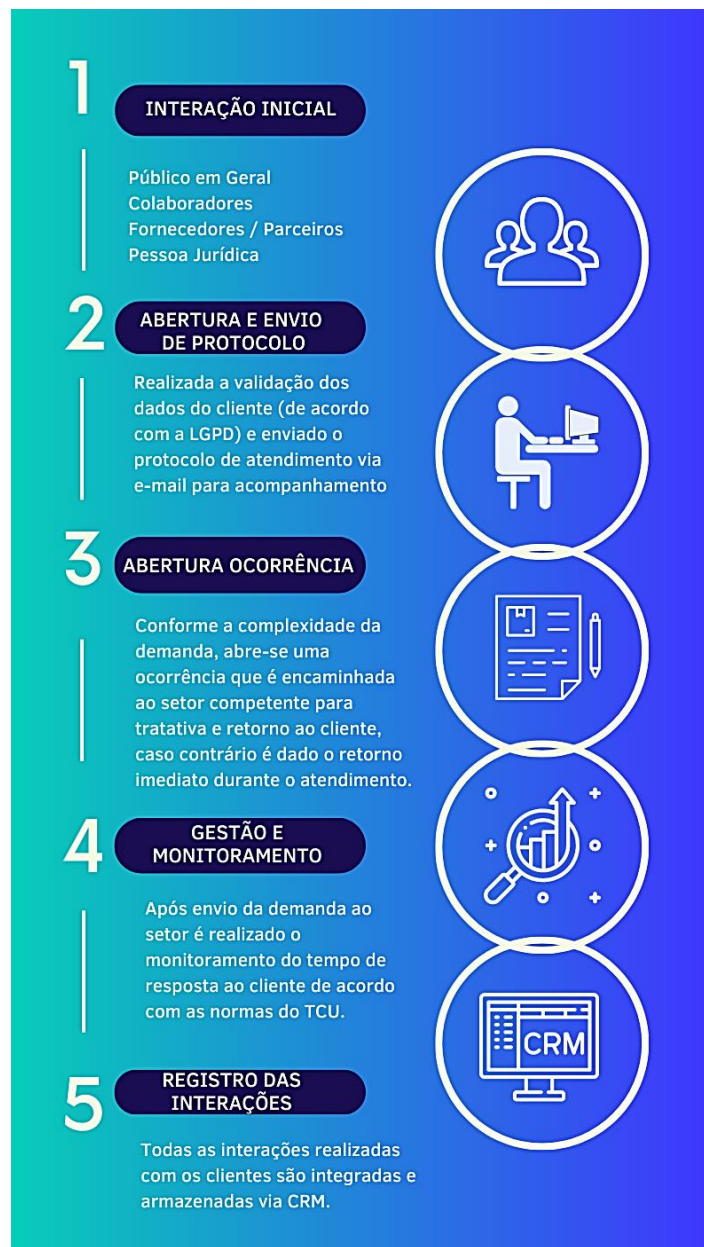 1
INTERAÇÃO INICIAL
Público em Geral
Colaboradores
Fornecedores / Parceiros
Pessoa Jurídica
2
ABERTURA E ENVIO
DE PROTOCOLO
Realizada a validação dos
dados do cliente (de acordo
com a LGPD) e enviado o
protocolo de atendimento via
e-mail para acompanhamento
3
ABERTURA OCORRÊNCIA
Conforme a complexidade da
demanda, abre-se uma
ocorrência que é encaminhada
ao setor competente para
tratativa e retorno ao cliente,
caso contrário é dado o retorno
imediato durante o atendimento.
4
GESTÃO E
MONITORAMENTO
Após envio da demanda ao
setor é realizado o
monitoramento do tempo de
resposta ao cliente de acordo
com as normas do TCU.
CRM
5
REGISTRO DAS
INTERAÇÕES
Todas as interações realizadas
com os clientes são integradas e
armazenadas via CRM.